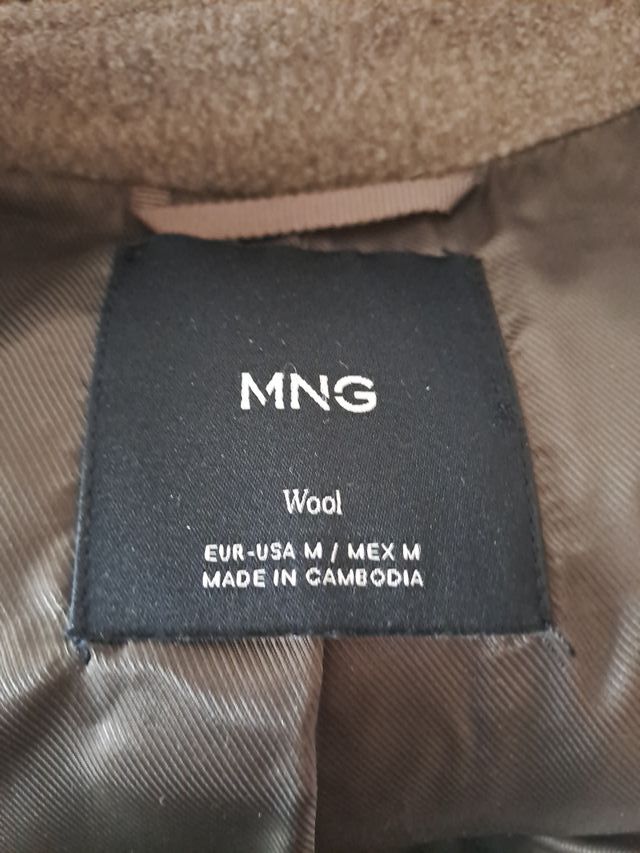 MNG
Wool
EUR-USA M / MEX M
MADE IN CAMBODIA